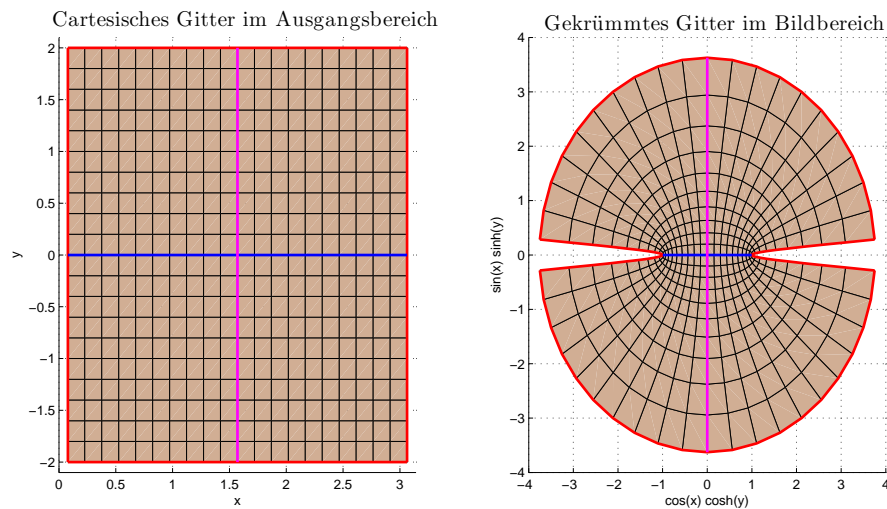 Cartesisches Gitter im Ausgangsbereich
2
1.5
1
0.5
0
−0.5
−1
−1.5
−2
y
0 0.5 1 1.5 2 2.5 3
x
Gekrümmtes Gitter im Bildbereich
4
3
2
1
0
−1
−2
−3
−4
sin(x) sinh(y)
−4 −3 −2 −1 0 1 2 3 4
cos(x) cosh(y)